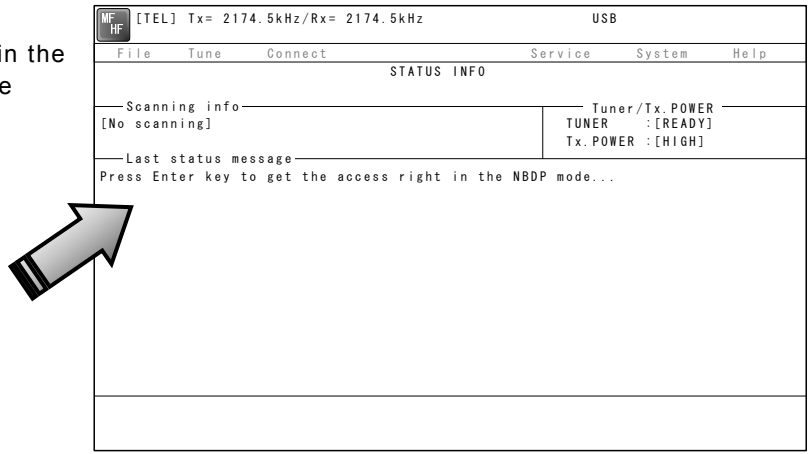 in the
e
MF
HF
[TEL] Tx= 2174.5kHz/Rx= 2174.5kHz USB
File Tune Connect Service System Help
STATUS INFO
Scanning info
[No scanning]
Tuner/Tx.POWER
TUNER :[READY]
Tx.POWER :[HIGH]
Last status message
Press Enter key to get the access right in the NBDP mode...